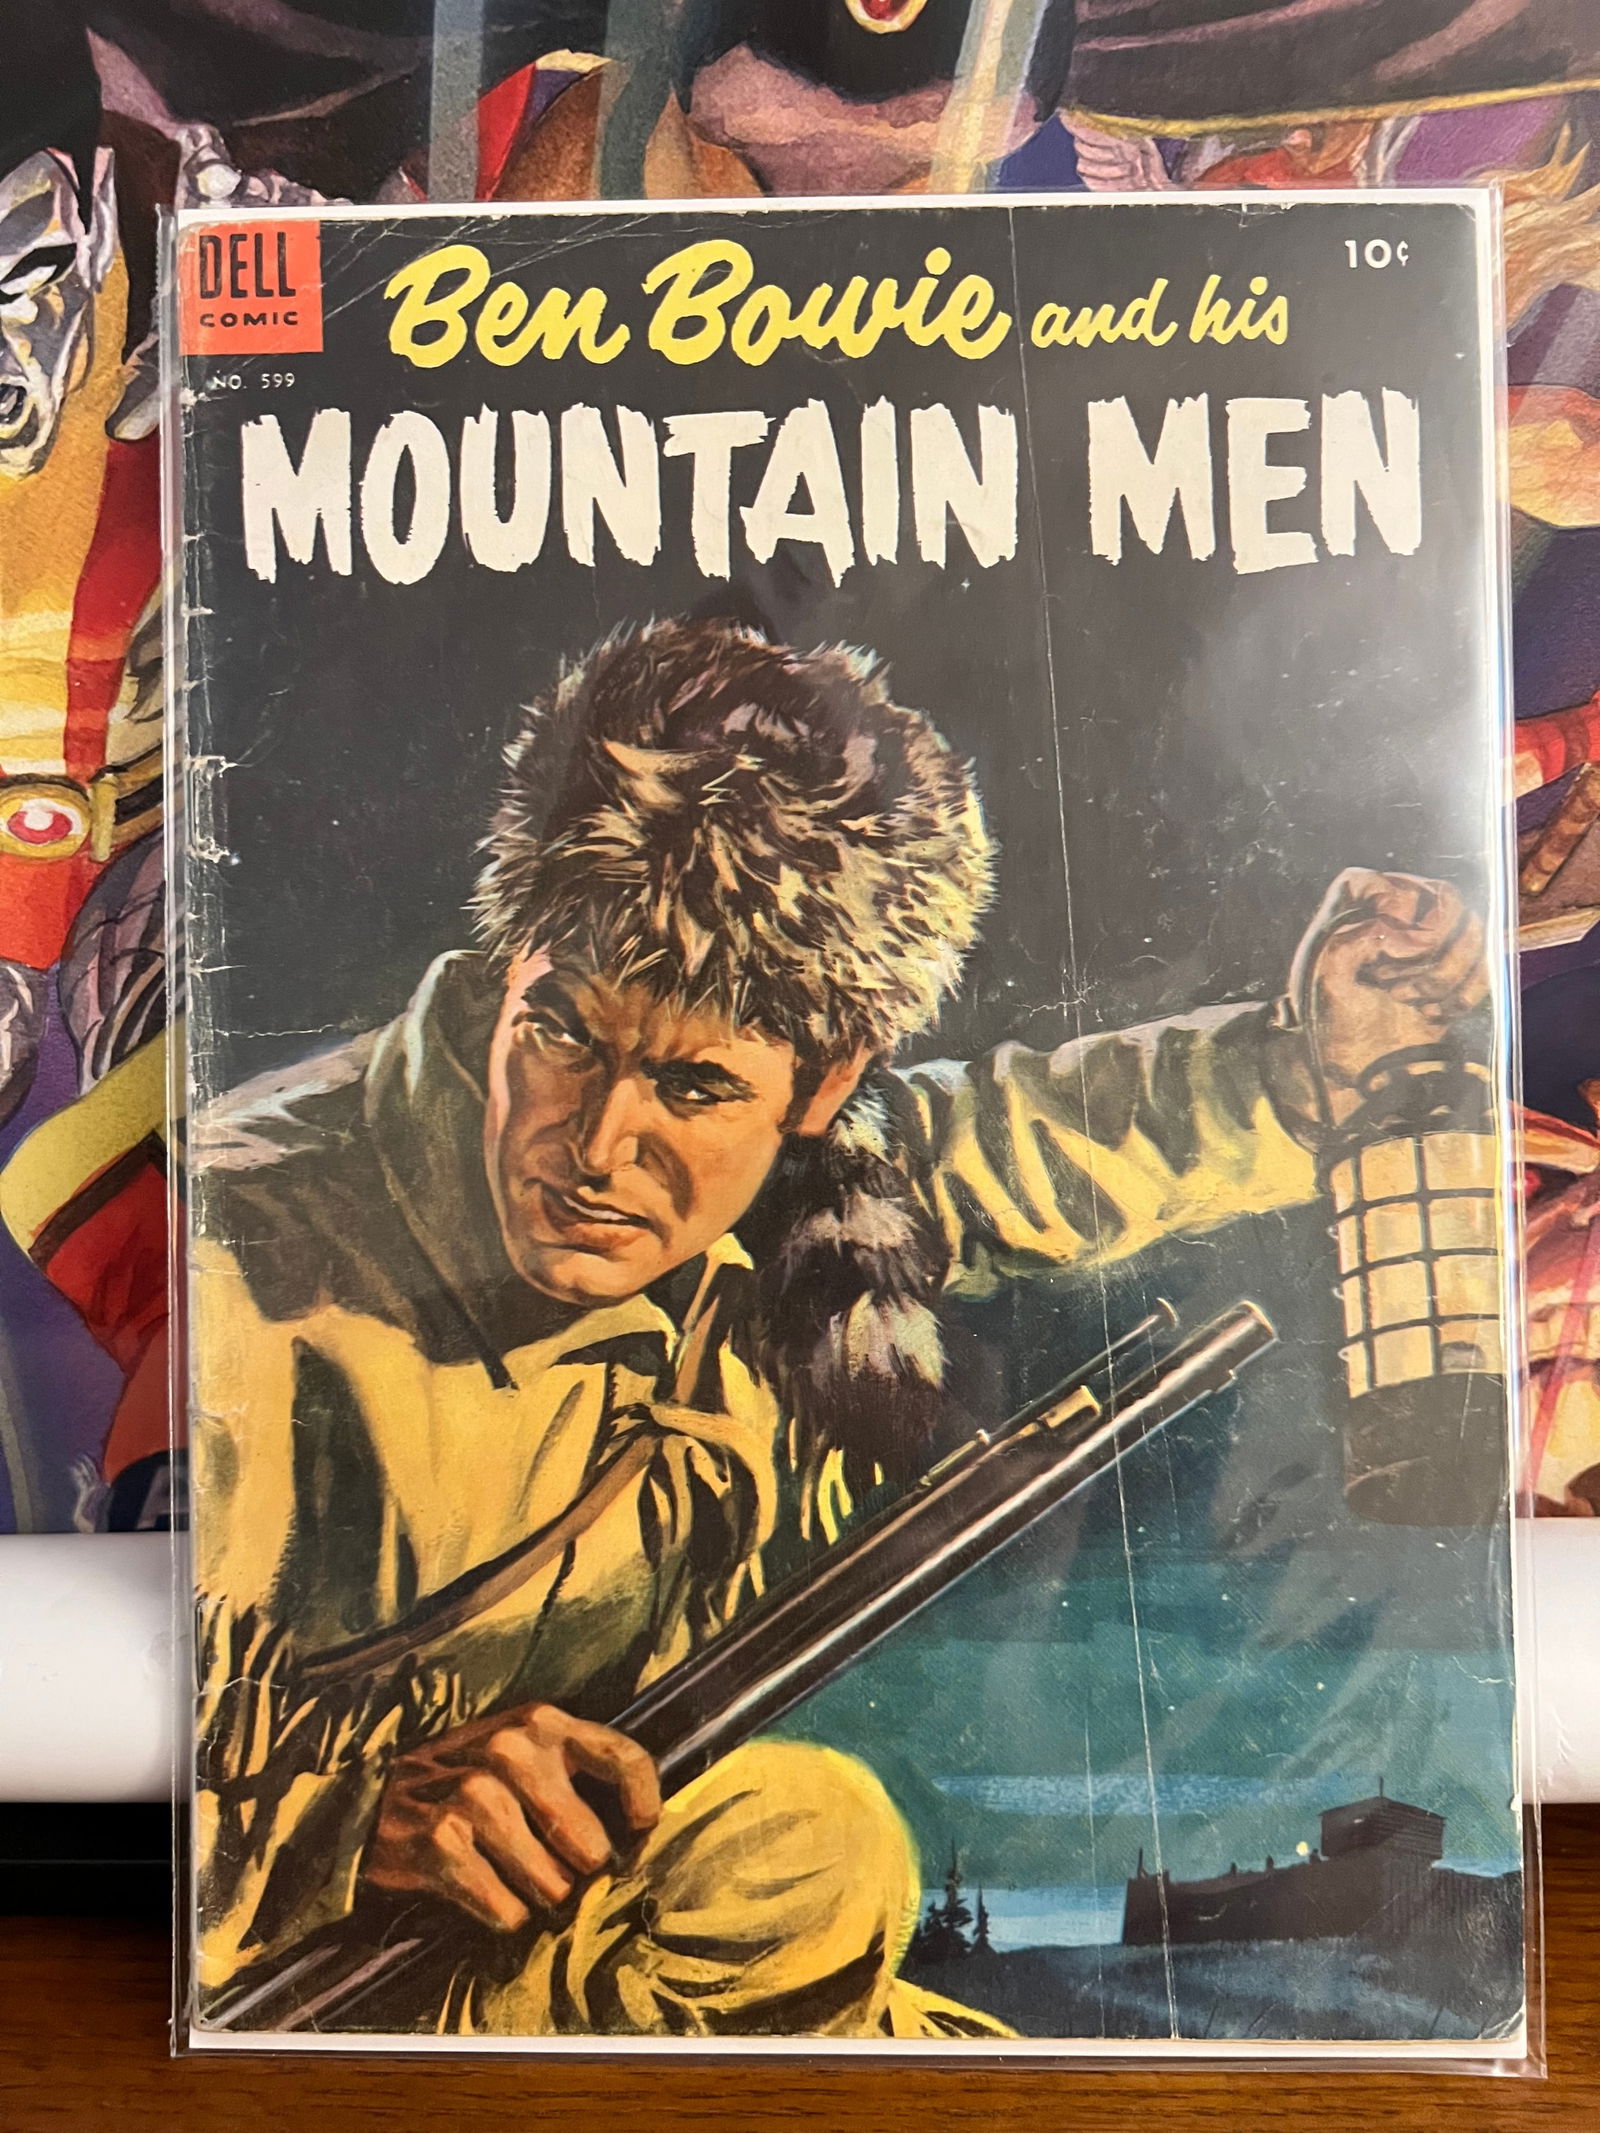 DELL
COMIC
10¢
Ben Bowie and his
NO. 599
MOUNTAIN MEN